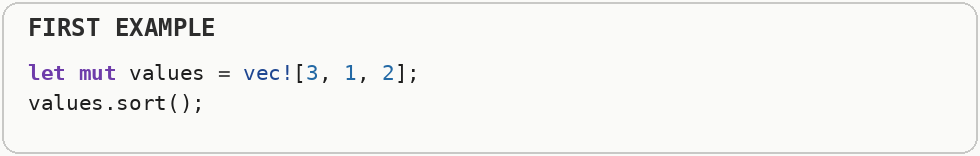 FIRST EXAMPLE
let mut values = vec![3, 1, 2];
values.sort();